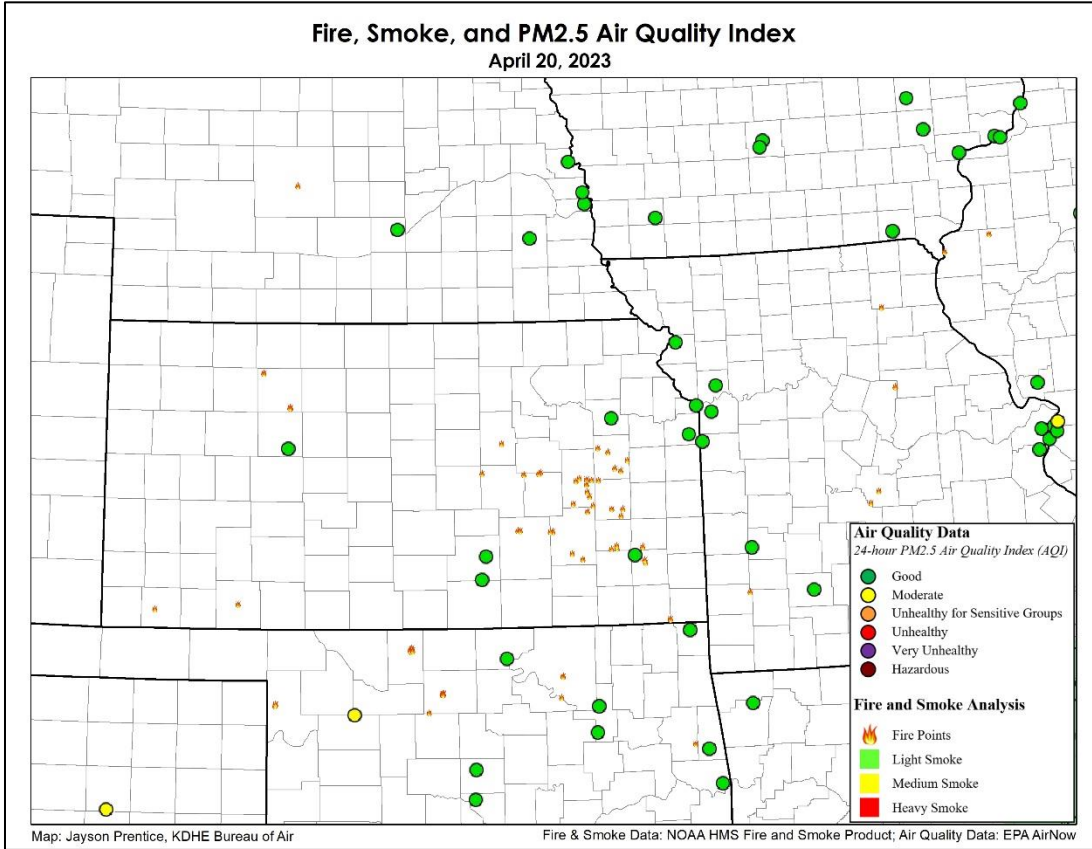 Fire, Smoke, and PM2.5 Air Quality Index
April 20, 2023
Air Quality Data
24-hour PM2.5 Air Quality Index (AQI)
Good
Moderate
Unhealthy for Sensitive Groups
Unhealthy
Very Unhealthy
Hazardous
Fire and Smoke Analysis
Fire Points
Light Smoke
Medium Smoke
Heavy Smoke
Map: Jayson Prentice, KDHE Bureau of Air
Fire & Smoke Data: NOAA HMS Fire and Smoke Product; Air Quality Data: EPA AirNow